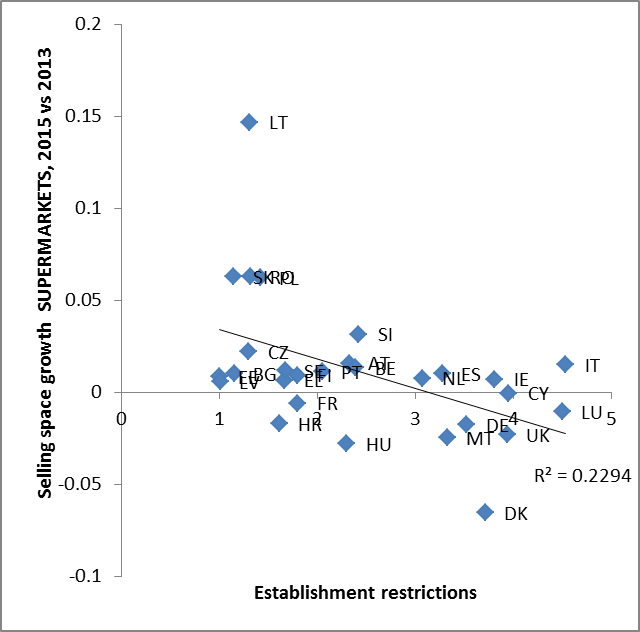 Selling space growth SUPERMARKETS, 2015 vs 2013
0.2
0.15
LT
0.1
SK
RO
PL
0.05
SI
CZ
AT
IT
BE
SE
PT
BG
FI
NL
ES
IE
LV
0
CY
FR
0
1
2
3
4
5
LU
HR
DE
MT
UK
HU
R² = 0.2294
-0.05
DK
-0.1
Establishment restrictions